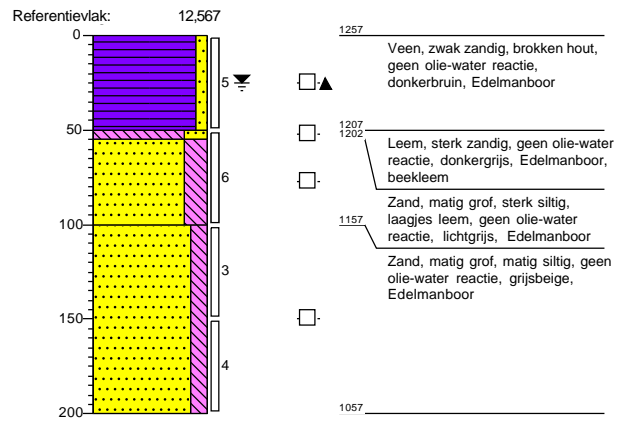 Referentievlak: 12,567
0
50
100
150
200
5
6
3
4
1257
Veen, zwak zandig, brokken hout,
geen olie-water reactie,
donkerbruin, Edelmanboor
1207
1202
Leem, sterk zandig, geen olie-water
reactie, donkergrijs, Edelmanboor,
beekleem
Zand, matig grof, sterk siltig,
laagjes leem, geen olie-water
reactie, lichtgrijs, Edelmanboor
1157
Zand, matig grof, matig siltig, geen
olie-water reactie, grijsbeige,
Edelmanboor
1057